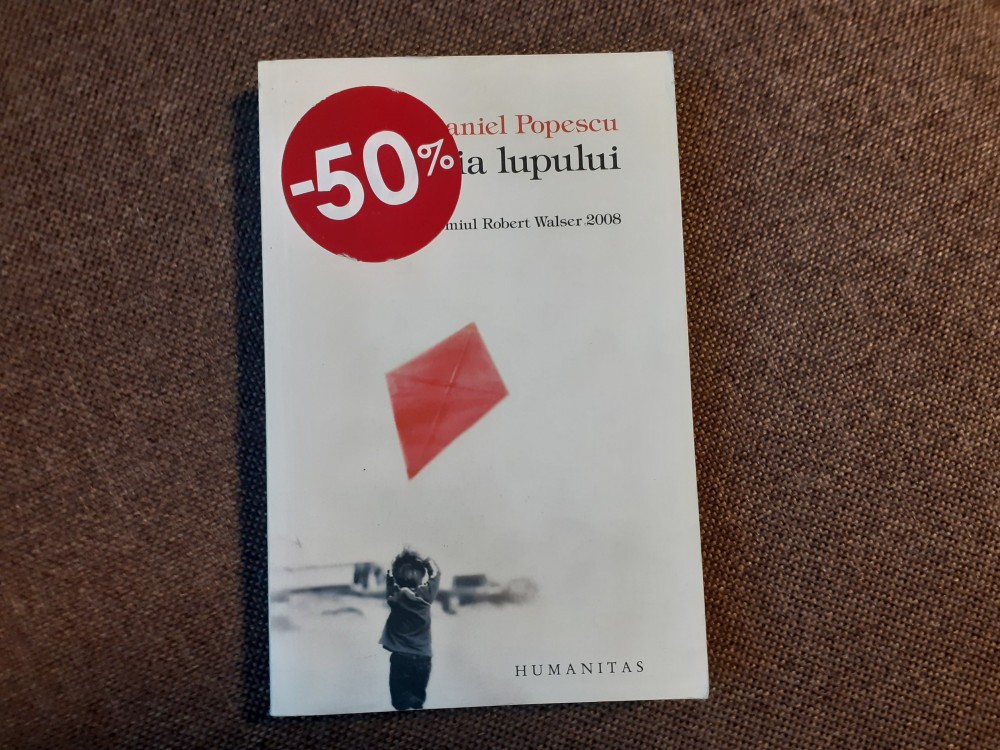 -50%
aniel Popescu
ia lupului
miul Robert Walser 2008
HUMANITAS